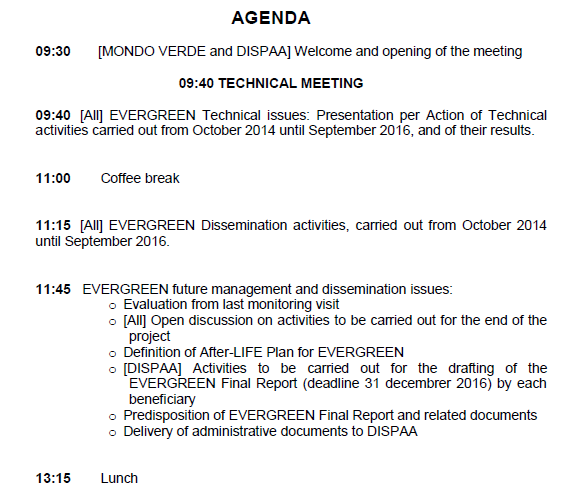 AGENDA
09:30 [MONDO VERDE and DISPAA] Welcome and opening of the meeting
09:40 TECHNICAL MEETING
09:40 [All] EVERGREEN Technical issues: Presentation per Action of Technical
activities carried out from October 2014 until September 2016, and of their results.
11:00 Coffee break
11:15 [All] EVERGREEN Dissemination activities, carried out from October 2014
until September 2016.
11:45 EVERGREEN future management and dissemination issues:
o Evaluation from last monitoring visit
o [All] Open discussion on activities to be carried out for the end of the
project
o Definition of After-LIFE Plan for EVERGREEN
o [DISPAA] Activities to be carried out for the drafting of the
EVERGREEN Final Report (deadline 31 decembrer 2016) by each
beneficiary
o Predisposition of EVERGREEN Final Report and related documents
o Delivery of administrative documents to DISPAA
13:15 Lunch